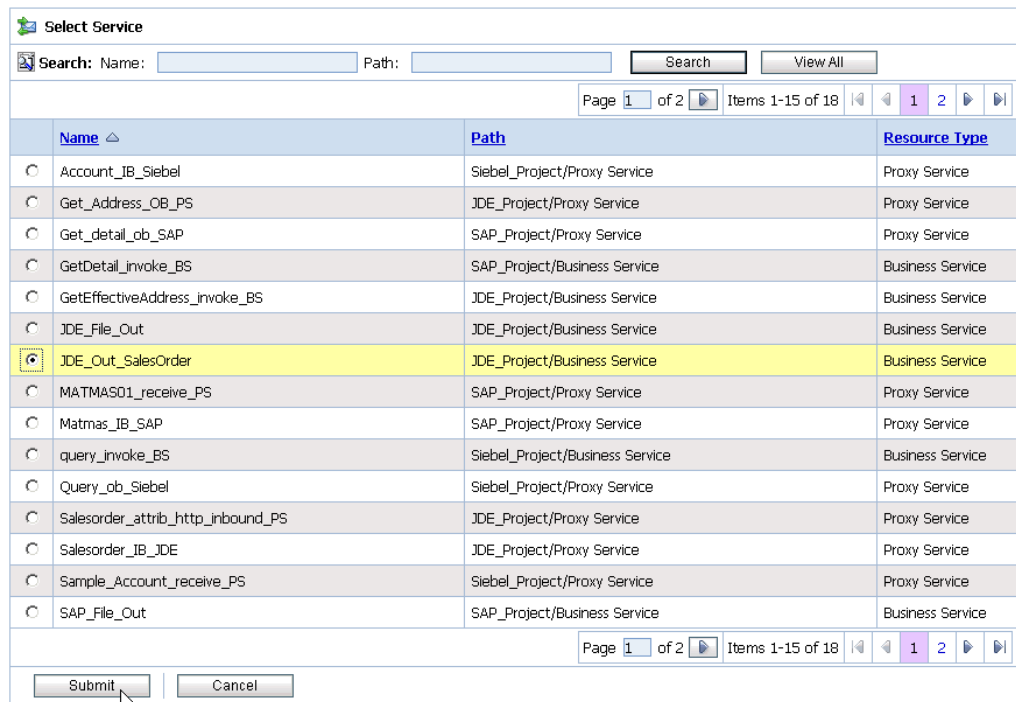 Select Service
Search: Name: Path: Search View All
Page 1 of 2 Items 1-15 of 18 1 2
Name Path Resource Type
Account_IB_Siebel Siebel_Project/Proxy Service Proxy Service
Get_Address_OB_PS JDE_Project/Proxy Service Proxy Service
Get_detail_ob_SAP SAP_Project/Proxy Service Proxy Service
GetDetail_invoke_BS SAP_Project/Business Service Business Service
GetEffectiveAddress_invoke_BS JDE_Project/Business Service Business Service
JDE_File_Out JDE_Project/Business Service Business Service
JDE_Out_SalesOrder JDE_Project/Business Service Business Service
MATMAS01_receive_PS SAP_Project/Proxy Service Proxy Service
Matmas_IB_SAP SAP_Project/Proxy Service Proxy Service
query_invoke_BS Siebel_Project/Business Service Business Service
Query_ob_Siebel Siebel_Project/Proxy Service Proxy Service
Salesorder_attrib_http_inbound_PS JDE_Project/Proxy Service Proxy Service
Salesorder_IB_JDE JDE_Project/Proxy Service Proxy Service
Sample_Account_receive_PS Siebel_Project/Proxy Service Proxy Service
SAP_File_Out SAP_Project/Business Service Business Service
Page 1 of 2 Items 1-15 of 18 1 2
Submit Cancel